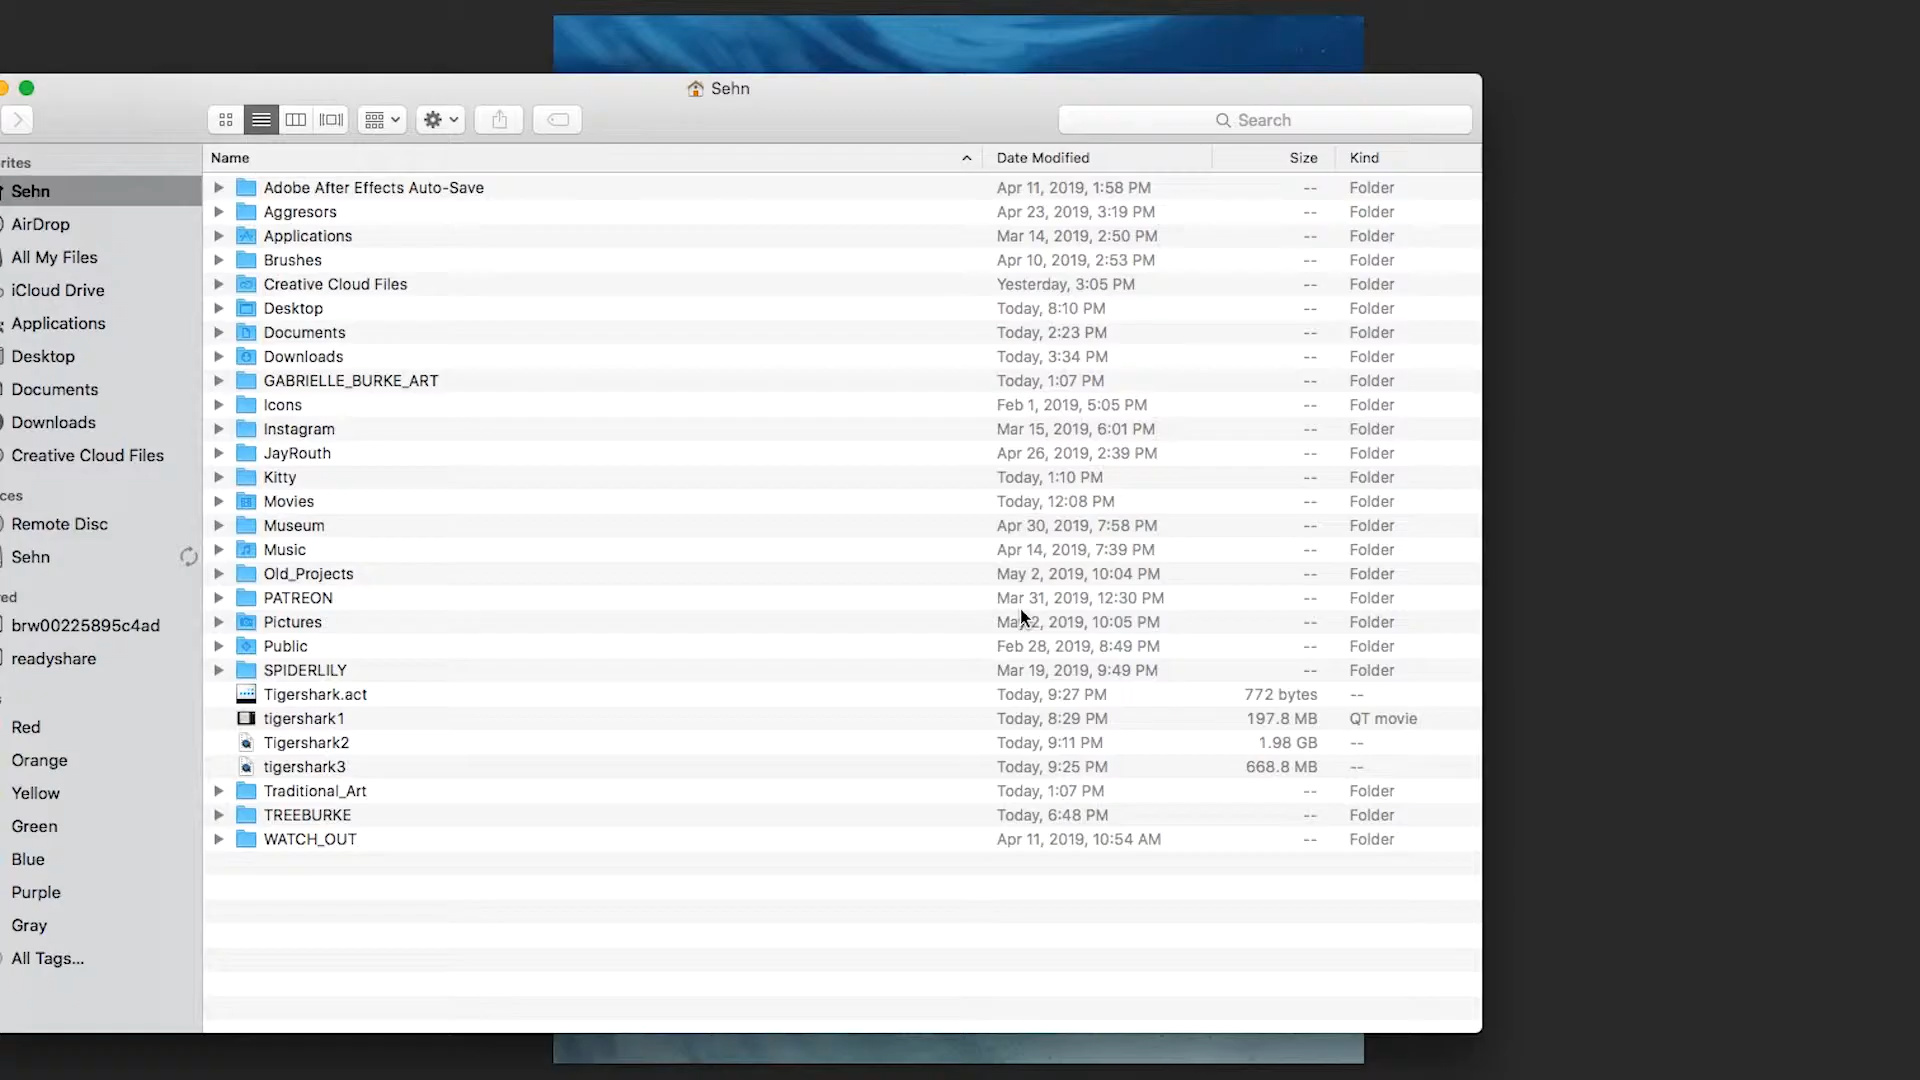 Sehn
Search
Name Date Modified Size Kind
rites
Sehn
AirDrop
All My Files
iCloud Drive
Applications
Desktop
Documents
Downloads
Creative Cloud Files
ces
Remote Disc
Sehn
ed
brw00225895c4ad
readyshare
Red
Orange
Yellow
Green
Blue
Purple
Gray
All Tags...
Adobe After Effects Auto-Save Apr 11, 2019, 1:58 PM -- Folder
Aggresors Apr 23, 2019, 3:19 PM -- Folder
Applications Mar 14, 2019, 2:50 PM -- Folder
Brushes Apr 10, 2019, 2:53 PM -- Folder
Creative Cloud Files Yesterday, 3:05 PM -- Folder
Desktop Today, 8:10 PM -- Folder
Documents Today, 2:23 PM -- Folder
Downloads Today, 3:34 PM -- Folder
GABRIELLE_BURKE_ART Today, 1:07 PM -- Folder
Icons Feb 1, 2019, 5:05 PM -- Folder
Instagram Mar 15, 2019, 6:01 PM -- Folder
JayRouth Apr 26, 2019, 2:39 PM -- Folder
Kitty Today, 1:10 PM -- Folder
Movies Today, 12:08 PM -- Folder
Museum Apr 30, 2019, 7:58 PM -- Folder
Music Apr 14, 2019, 7:39 PM -- Folder
Old_Projects May 2, 2019, 10:04 PM -- Folder
PATREON Mar 31, 2019, 12:30 PM -- Folder
Pictures 2, 2019, 10:05 PM -- Folder
Public Feb 28, 2019, 8:49 PM -- Folder
SPIDERLILY Mar 19, 2019, 9:49 PM -- Folder
Tigershark.act Today, 9:27 PM 772 bytes --
tigershark1 Today, 8:29 PM 197.8 MB QT movie
Tigershark2 Today, 9:11 PM 1.98 GB --
tigershark3 Today, 9:25 PM 668.8 MB --
Traditional_Art Today, 1:07 PM -- Folder
TREEBURKE Today, 6:48 PM -- Folder
WATCH_OUT Apr 11, 2019, 10:54 AM -- Folder